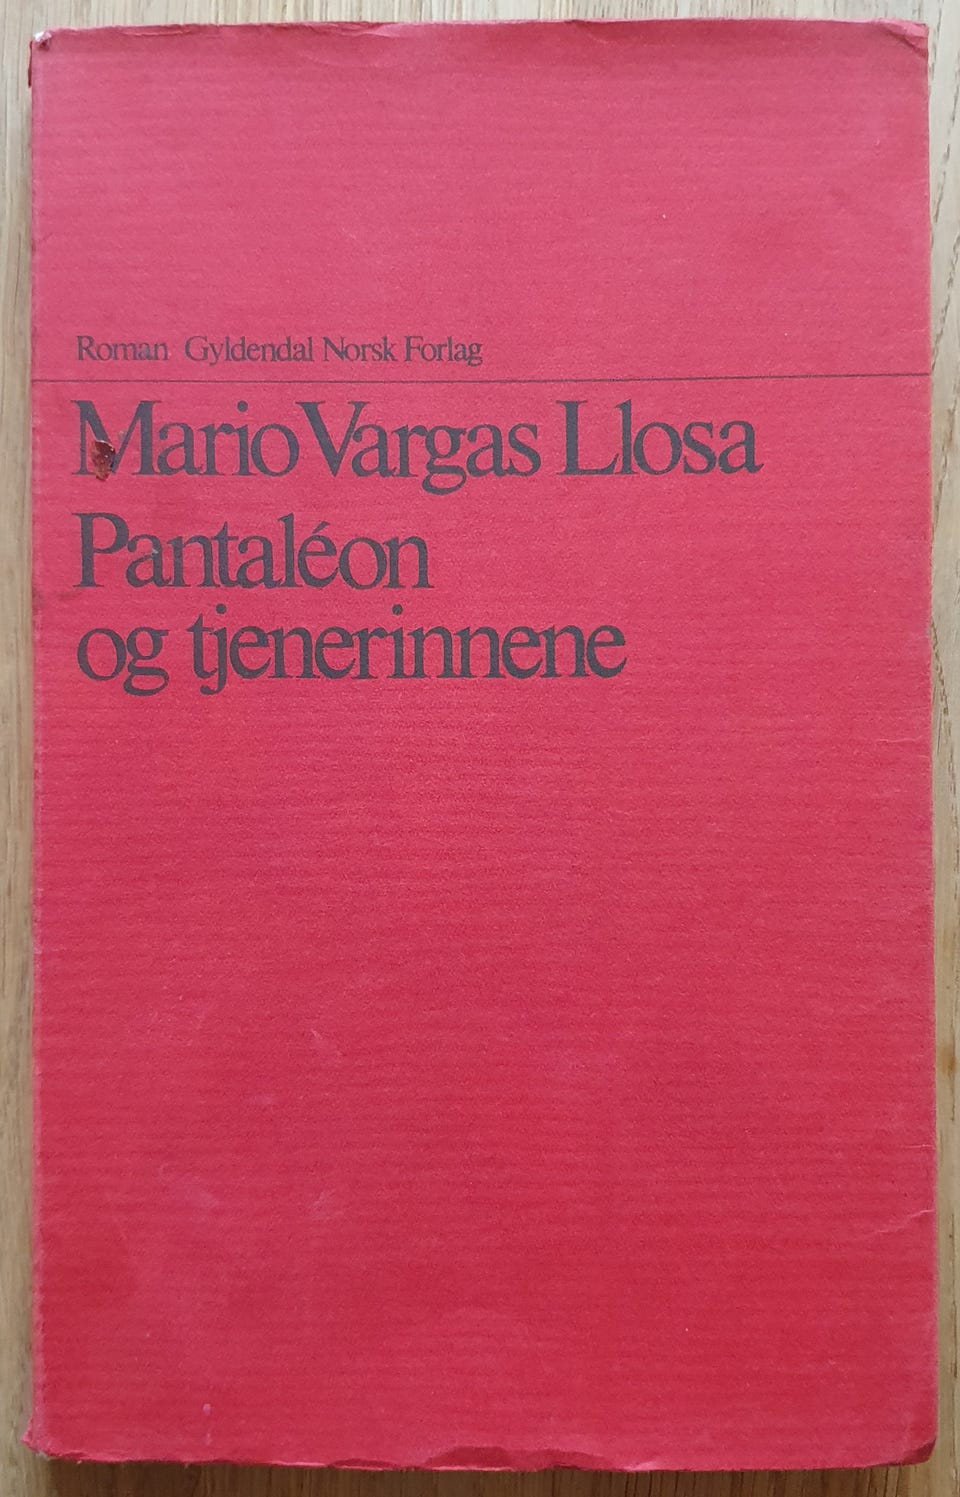 Roman Gyldendal Norsk Forlag
Mario Vargas Llosa
Pantaléon
og tjenerinnene